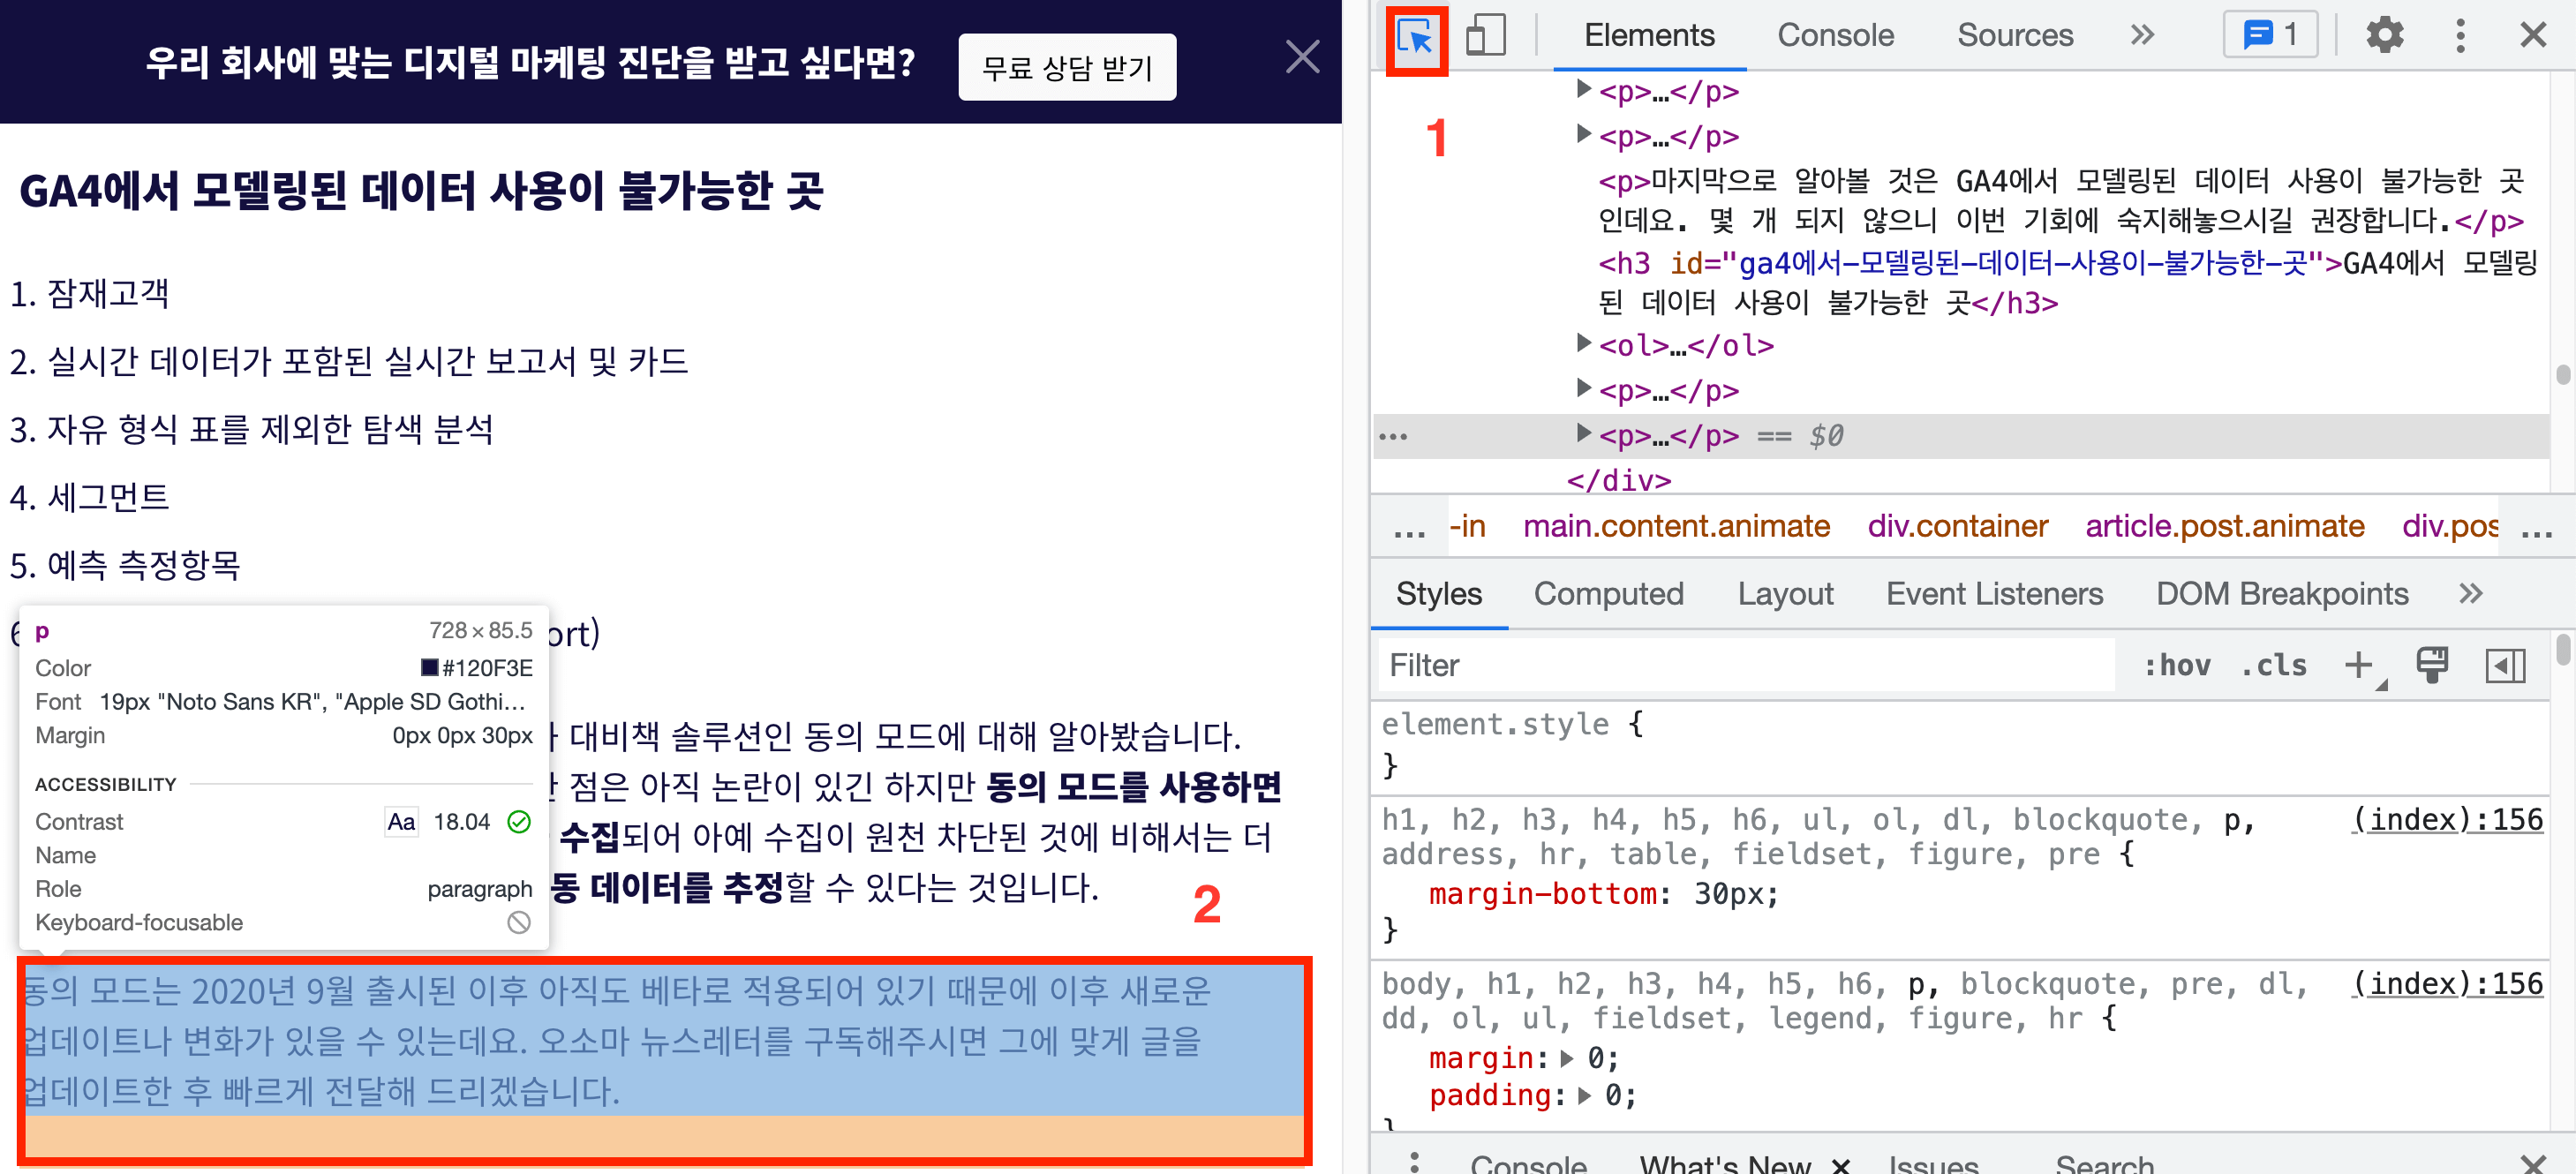 우리 회사에 맞는 디지털 마케팅 진단을 받고 싶다면?
무료 상담 받기
GA4에서 모델링된 데이터 사용이 불가능한 곳
1. 잠재고객
2. 실시간 데이터가 포함된 실시간 보고서 및 카드
3. 자유 형식 표를 제외한 탐색 분석
4. 세그먼트
5. 예측 측정항목
ort)
p 728 × 85.5
Color #120F3E
Font 19px "Noto Sans KR", "Apple SD Gothi…
Margin 0px 0px 30px
ACCESSIBILITY
Contrast Aa 18.04
Name
Role paragraph
Keyboard-focusable
대비책 솔루션인 동의 모드에 대해 알아봤습니다.
점은 아직 논란이 있긴 하지만 동의 모드를 사용하면
수집되어 아예 수집이 원천 차단된 것에 비해서는 더
동 데이터를 추정할 수 있다는 것입니다.
2
동의 모드는 2020년 9월 출시된 이후 아직도 베타로 적용되어 있기 때문에 이후 새로운
업데이트나 변화가 있을 수 있는데요. 오소마 뉴스레터를 구독해주시면 그에 맞게 글을
업데이트한 후 빠르게 전달해 드리겠습니다.
Elements Console Sources » 1
1
<p>…</p>
<p>…</p>
<p>마지막으로 알아볼 것은 GA4에서 모델링된 데이터 사용이 불가능한 곳
인데요. 몇 개 되지 않으니 이번 기회에 숙지해놓으시길 권장합니다.</p>
<h3 id="ga4에서-모델링된-데이터-사용이-불가능한-곳">GA4에서 모델링
된 데이터 사용이 불가능한 곳</h3>
<ol>…</ol>
<p>…</p>
… <p>…</p> == $0
</div>
… -in main.content.animate div.container article.post.animate div.pos …
Styles Computed Layout Event Listeners DOM Breakpoints »
Filter :hov .cls +
element.style {
}
h1, h2, h3, h4, h5, h6, ul, ol, dl, blockquote, p, (index):156
address, hr, table, fieldset, figure, pre {
margin-bottom: 30px;
}
body, h1, h2, h3, h4, h5, h6, p, blockquote, pre, dl, (index):156
dd, ol, ul, fieldset, legend, figure, hr {
margin: 0;
padding: 0;
}
Console What's New × Issues Search